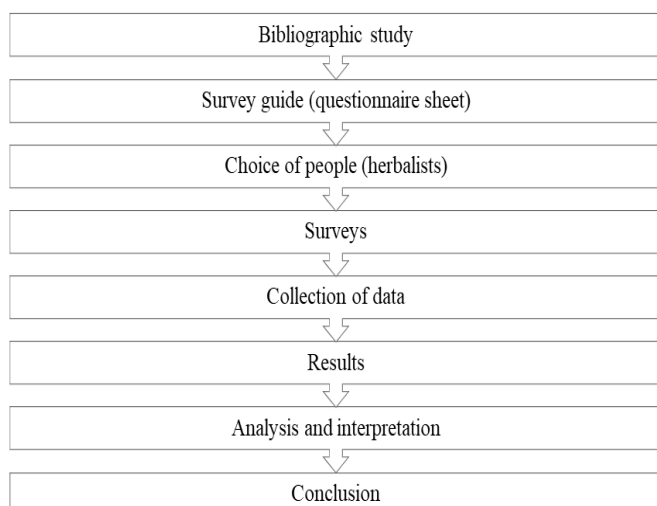 Bibliographic study
Survey guide (questionnaire sheet)
Choice of people (herbalists)
Surveys
Collection of data
Results
Analysis and interpretation
Conclusion